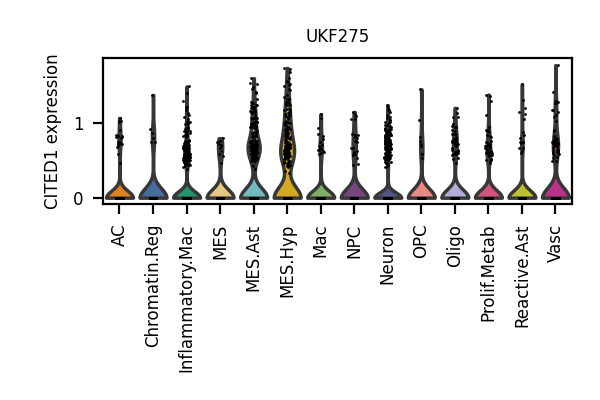 UKF275
CITED1 expression
1
0
AC
Chromatin.Reg
Inflammatory.Mac
MES
MES.Ast
MES.Hyp
Mac
NPC
Neuron
OPC
Oligo
Prolif.Metab
Reactive.Ast
Vasc